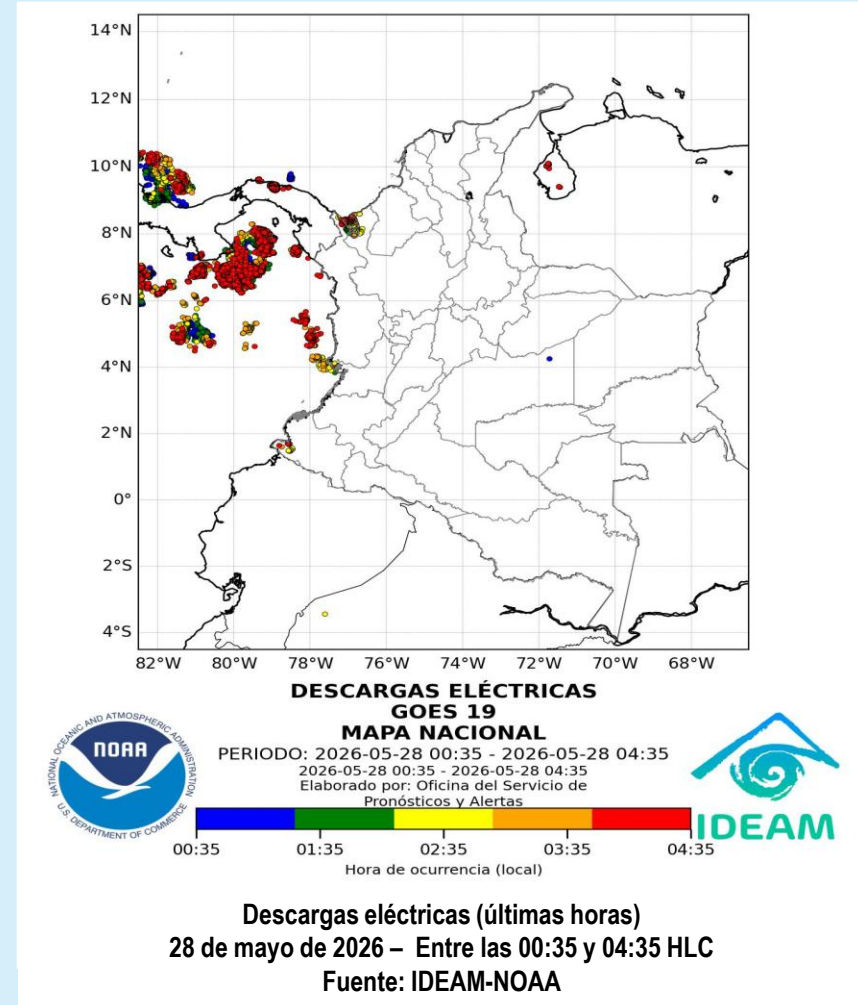 14°N
12°N
10°N
8°N
6°N
4°N
2°N
0°
2°S
4°S
82°W 80°W 78°W 76°W 74°W 72°W 70°W 68°W
DESCARGAS ELÉCTRICAS
GOES 19
MAPA NACIONAL
PERIODO: 2026-05-28 00:35 - 2026-05-28 04:35
2026-05-28 00:35 - 2026-05-28 04:35
Elaborado por: Oficina del Servicio de
Pronósticos y Alertas
NATIONAL OCEANIC AND ATMOSPHERIC ADMINISTRATION
NOAA
U.S. DEPARTMENT OF COMMERCE
IDEAM
00:35 01:35 02:35 03:35 04:35
Hora de ocurrencia (local)
Descargas eléctricas (últimas horas)
28 de mayo de 2026 – Entre las 00:35 y 04:35 HLC
Fuente: IDEAM-NOAA